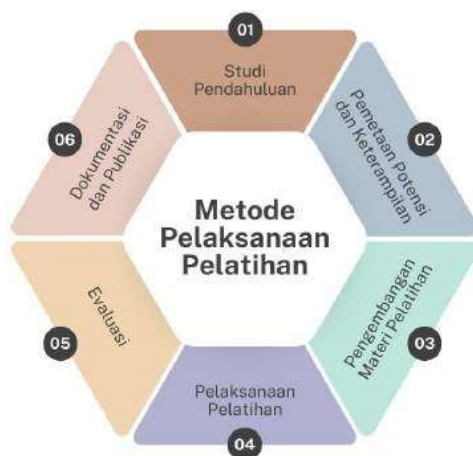 01
Studi
Pendahuluan
02
Pemetaan Potensi
dan Keterampilan
03
Pengembangan
Materi Pelatihan
04
Pelaksanaan
Pelatihan
05
Evaluasi
06
Dokumentasi
dan Publikasi
Metode
Pelaksanaan
Pelatihan